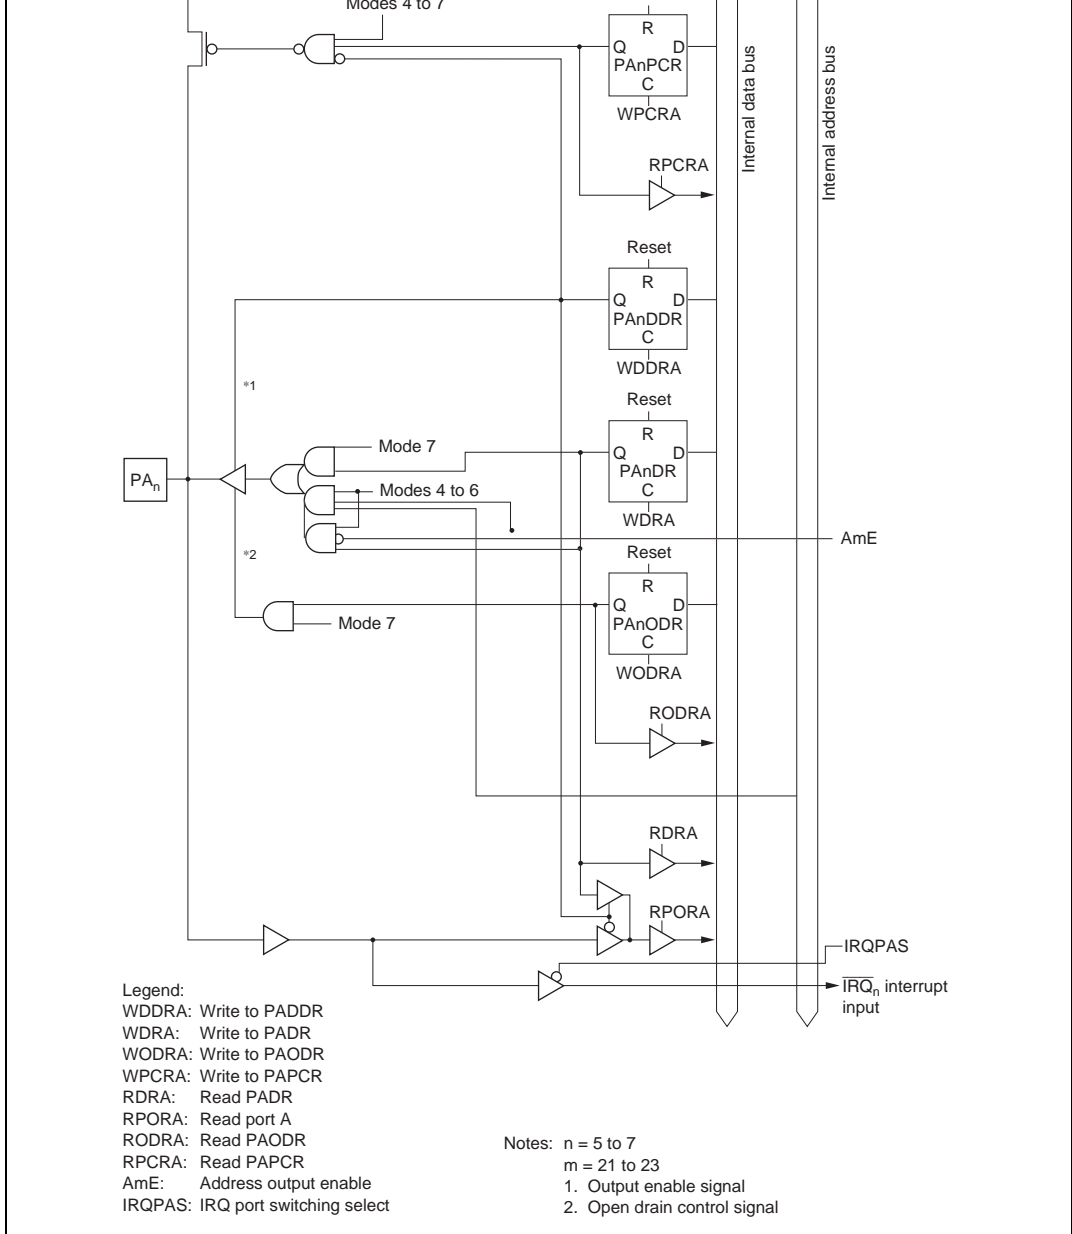 Modes 4 to 7
R
Q D
PAnPCR
C
WPCRA
Internal data bus
Internal address bus
RPCRA
Reset
R
Q D
PAnDDR
C
WDDRA
*1
Reset
R
Q D
PAnDR
C
WDRA
Mode 7
PAn
Modes 4 to 6
AmE
*2
Reset
R
Q D
PAnODR
C
WODRA
Mode 7
RODRA
RDRA
RPORA
IRQPAS
IRQn interrupt
input
Legend:
WDDRA: Write to PADDR
WDRA: Write to PADR
WODRA: Write to PAODR
WPCRA: Write to PAPCR
RDRA: Read PADR
RPORA: Read port A
RODRA: Read PAODR
RPCRA: Read PAPCR
AmE: Address output enable
IRQPAS: IRQ port switching select
Notes: n = 5 to 7
m = 21 to 23
1. Output enable signal
2. Open drain control signal